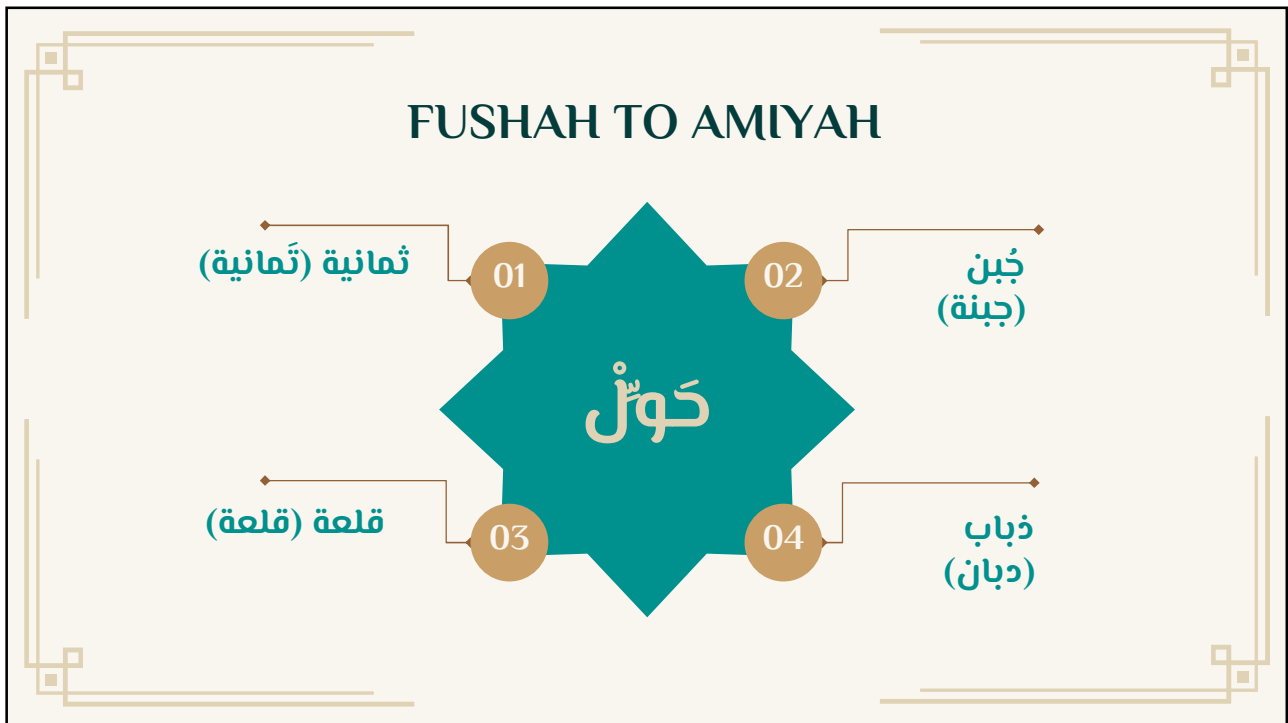 FUSHAH TO AMIYAH
01
ثمانية (تَمانية)
02
جُبن
(جبنة)
حَوِّلْ
03
قلعة (قلعة)
04
ذباب
(دبان)